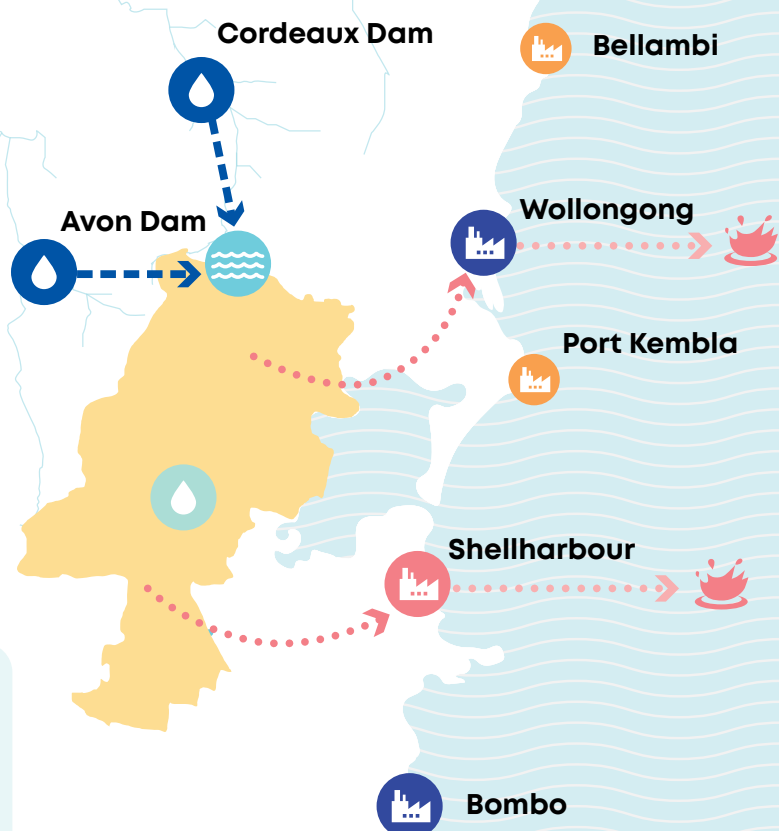 Cordeaux Dam
Bellambi
Avon Dam
Wollongong
Port Kembla
Shellharbour
Bombo